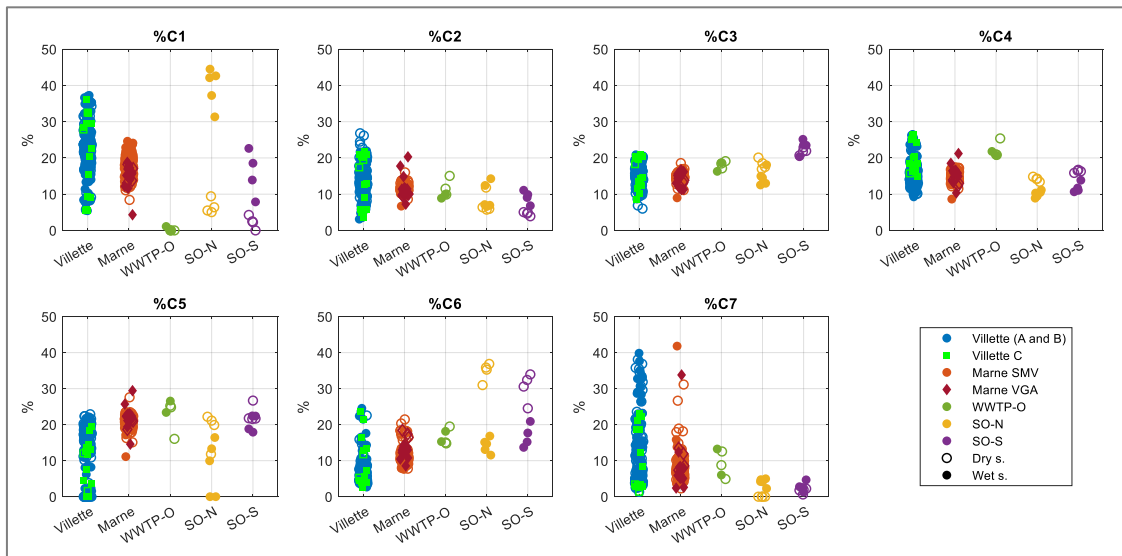 %C1
%C2
%C3
%C4
50
40
30
20
10
0
%
Villette
Marne
WWTP-O
SO-N
SO-S
50
40
30
20
10
0
%
Villette
Marne
WWTP-O
SO-N
SO-S
50
40
30
20
10
0
%
Villette
Marne
WWTP-O
SO-N
SO-S
50
40
30
20
10
0
%
Villette
Marne
WWTP-O
SO-N
SO-S
%C5
%C6
%C7
50
40
30
20
10
0
%
Villette
Marne
WWTP-O
SO-N
SO-S
50
40
30
20
10
0
%
Villette
Marne
WWTP-O
SO-N
SO-S
50
40
30
20
10
0
%
Villette
Marne
WWTP-O
SO-N
SO-S
Villette (A and B)
Villette C
Marne SMV
Marne VGA
WWTP-O
SO-N
SO-S
Dry s.
Wet s.